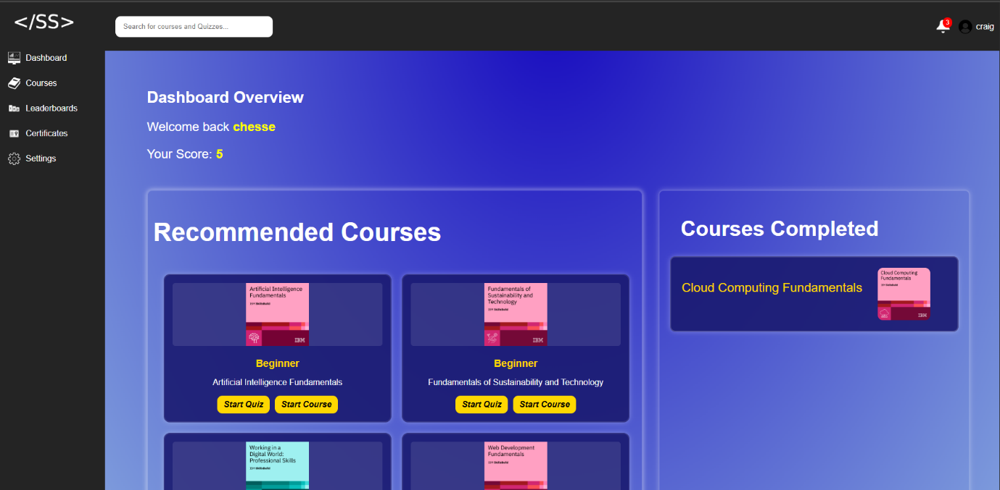 </SS>
Search for courses and Quizzes...
3
craig
Dashboard
Courses
Leaderboards
Certificates
Settings
Dashboard Overview
Welcome back chesse
Your Score: 5
Recommended Courses
Artificial Intelligence
Fundamentals
IBM SkillsBuild
IBM
Beginner
Artificial Intelligence Fundamentals
Start Quiz
Start Course
Fundamentals of
Sustainability and
Technology
IBM SkillsBuild
IBM
Beginner
Fundamentals of Sustainability and Technology
Start Quiz
Start Course
Working in a
Digital World:
Professional Skills
IBM SkillsBuild
Web Development
Fundamentals
IBM SkillsBuild
Courses Completed
Cloud Computing Fundamentals
Cloud Computing
Fundamentals
IBM SkillsBuild
IBM